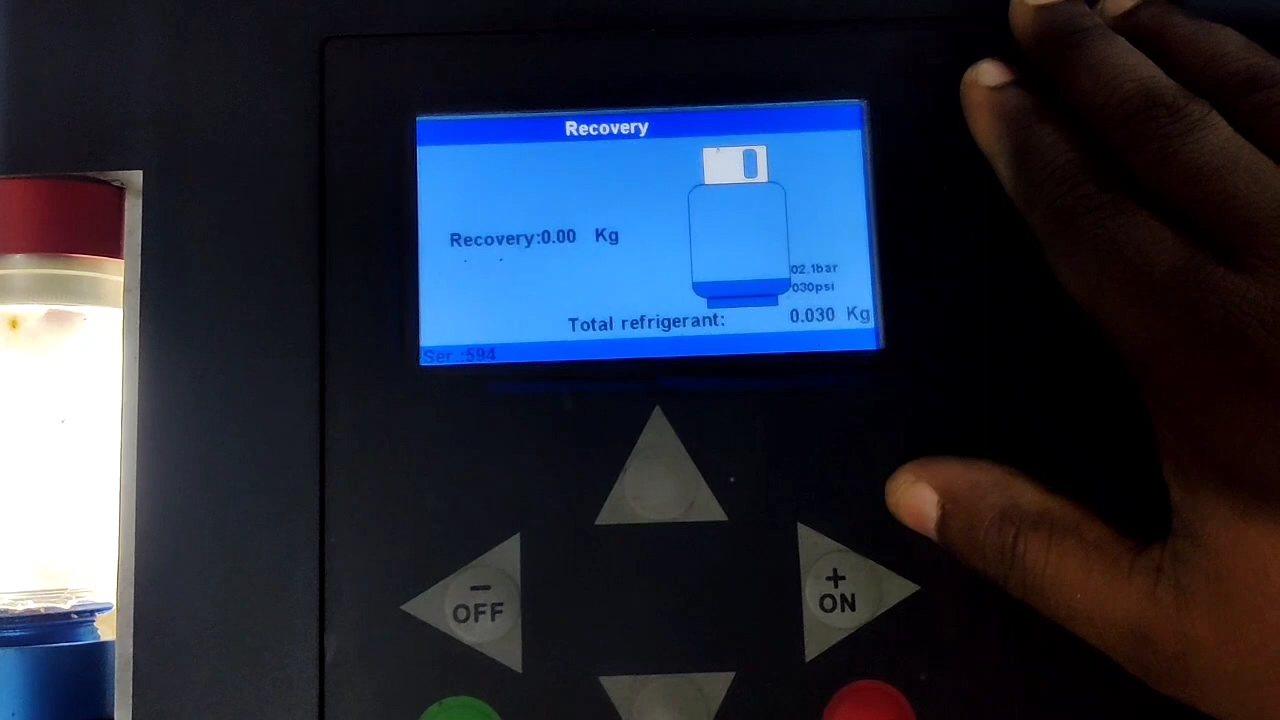 Recovery
Recovery:0.00 Kg
02.1bar
030psi
Total refrigerant: 0.030 Kg
Ser.:594
- OFF
+ ON